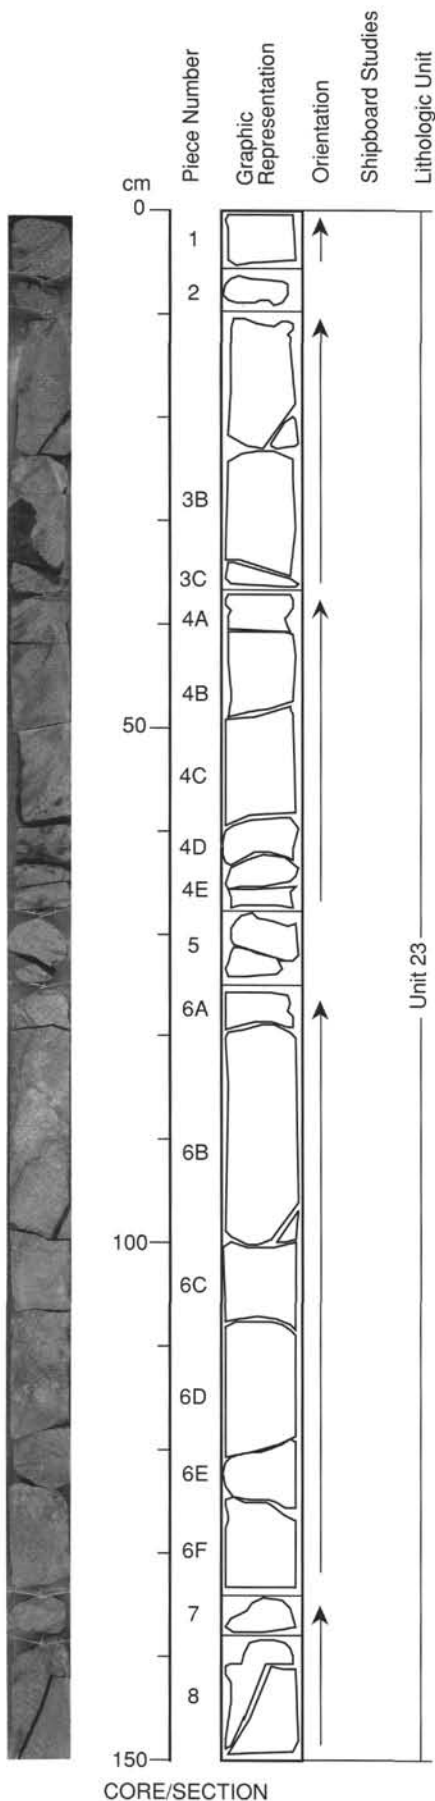 Piece Number
Graphic
Representation
Orientation
Shipboard Studies
Lithologic Unit
cm
0
1
2
3B
3C
4A
4B
50
4C
4D
4E
5
Unit 23
6A
6B
100
6C
6D
6E
6F
7
8
150
CORE/SECTION